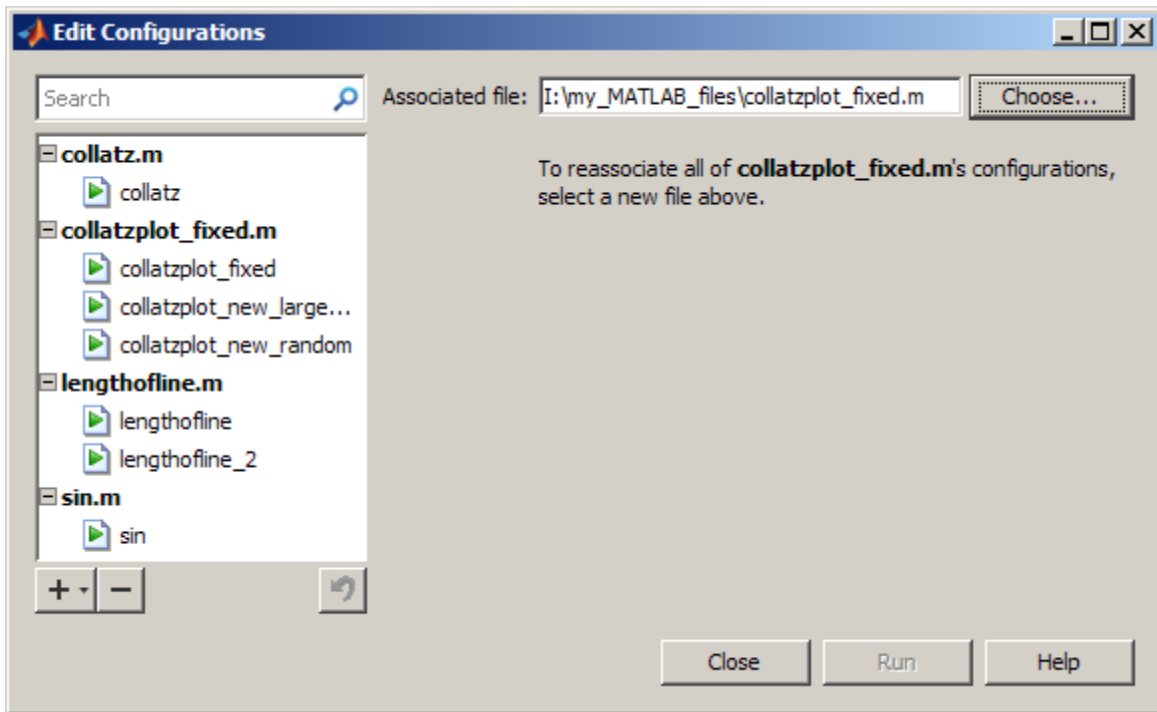 Edit Configurations
Search
Associated file: I:\my_MATLAB_files\collatzplot_fixed.m Choose...
collatz.m
collatz
collatzplot_fixed.m
collatzplot_fixed
collatzplot_new_large...
collatzplot_new_random
lengthofline.m
lengthofline
lengthofline_2
sin.m
sin
To reassociate all of collatzplot_fixed.m's configurations,
select a new file above.
Close Run Help